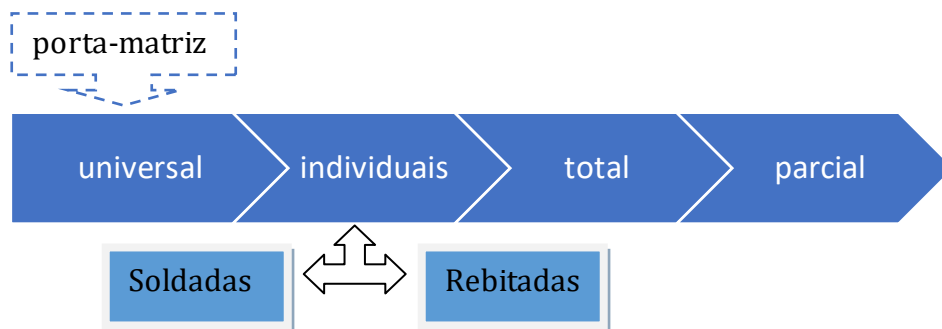 porta-matriz
universal
individuais
total
parcial
Soldadas
Rebitadas